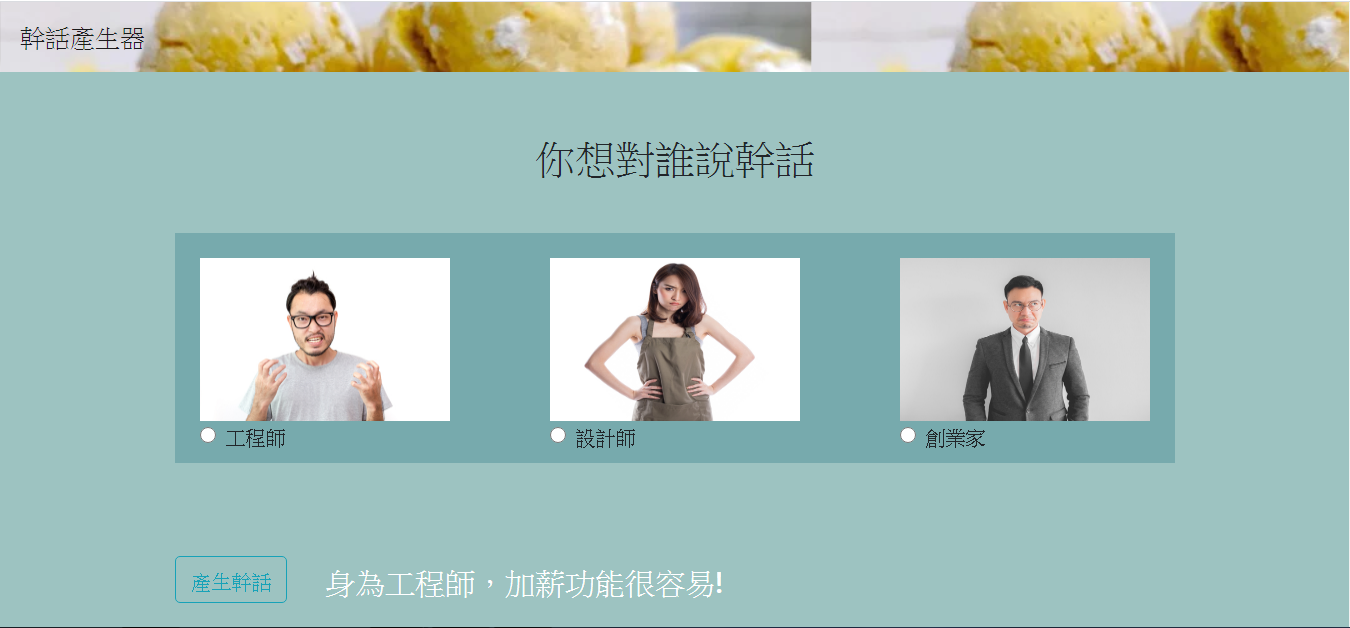 幹話產生器
你想對誰說幹話
工程師
設計師
創業家
產生幹話
身為工程師，加薪功能很容易!